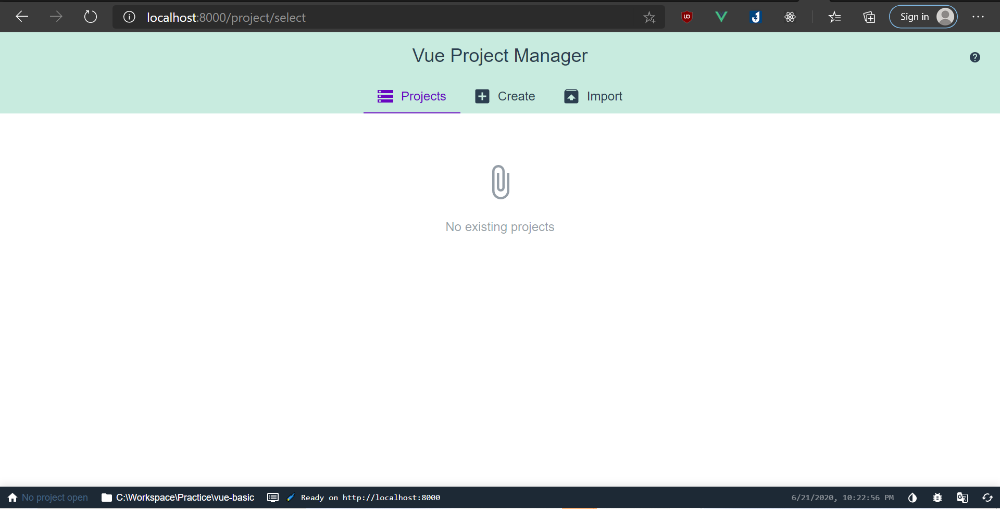 localhost:8000/project/select
Sign in
Vue Project Manager
Projects Create Import
No existing projects
No project open C:\Workspace\Practice\vue-basic Ready on http://localhost:8000 6/21/2020, 10:22:56 PM